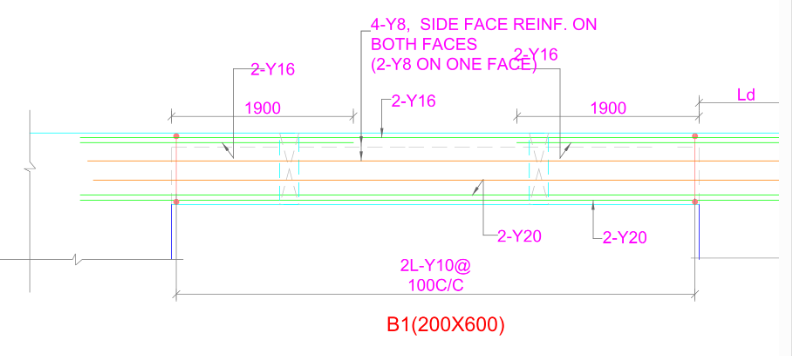 4-Y8, SIDE FACE REINF. ON
BOTH FACES
(2-Y8 ON ONE FACE)
2-Y16
2-Y16
2-Y16
1900
1900
Ld
2-Y20
2-Y20
2L-Y10@
100C/C
B1(200X600)